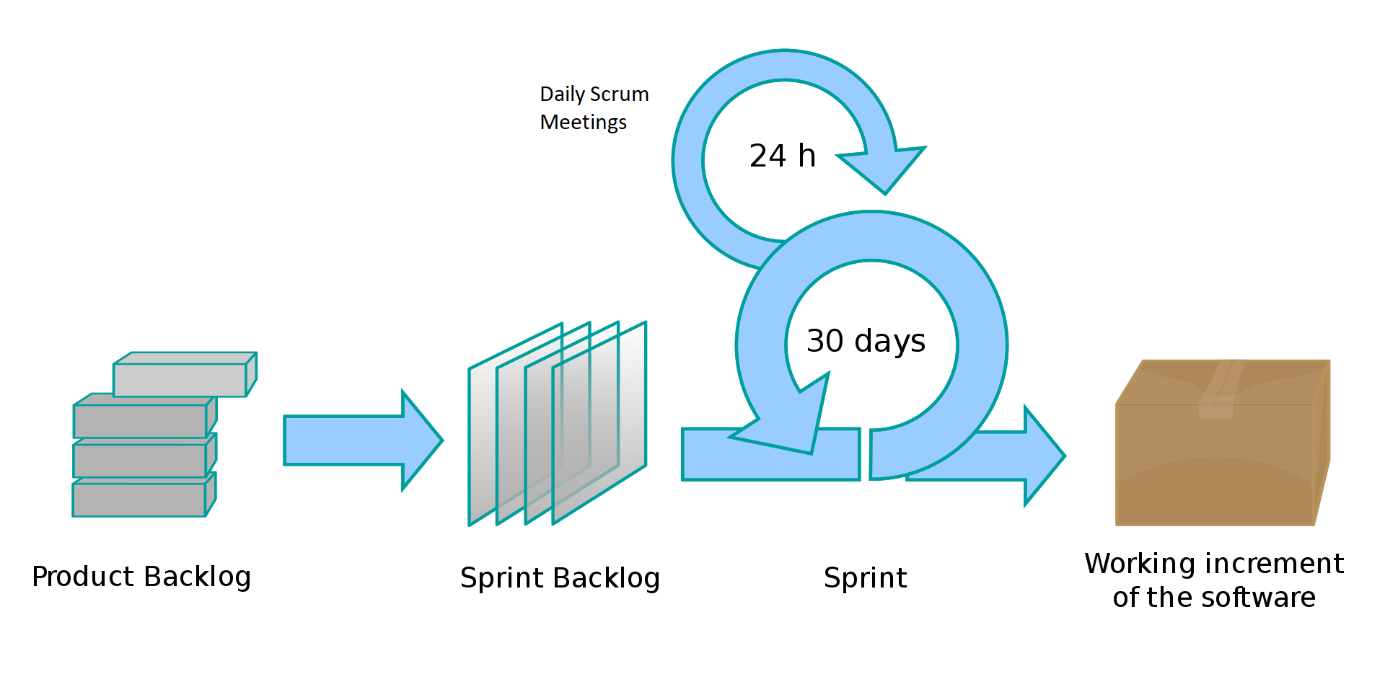 Daily Scrum
Meetings
24 h
30 days
Product Backlog
Sprint Backlog
Sprint
Working increment
of the software